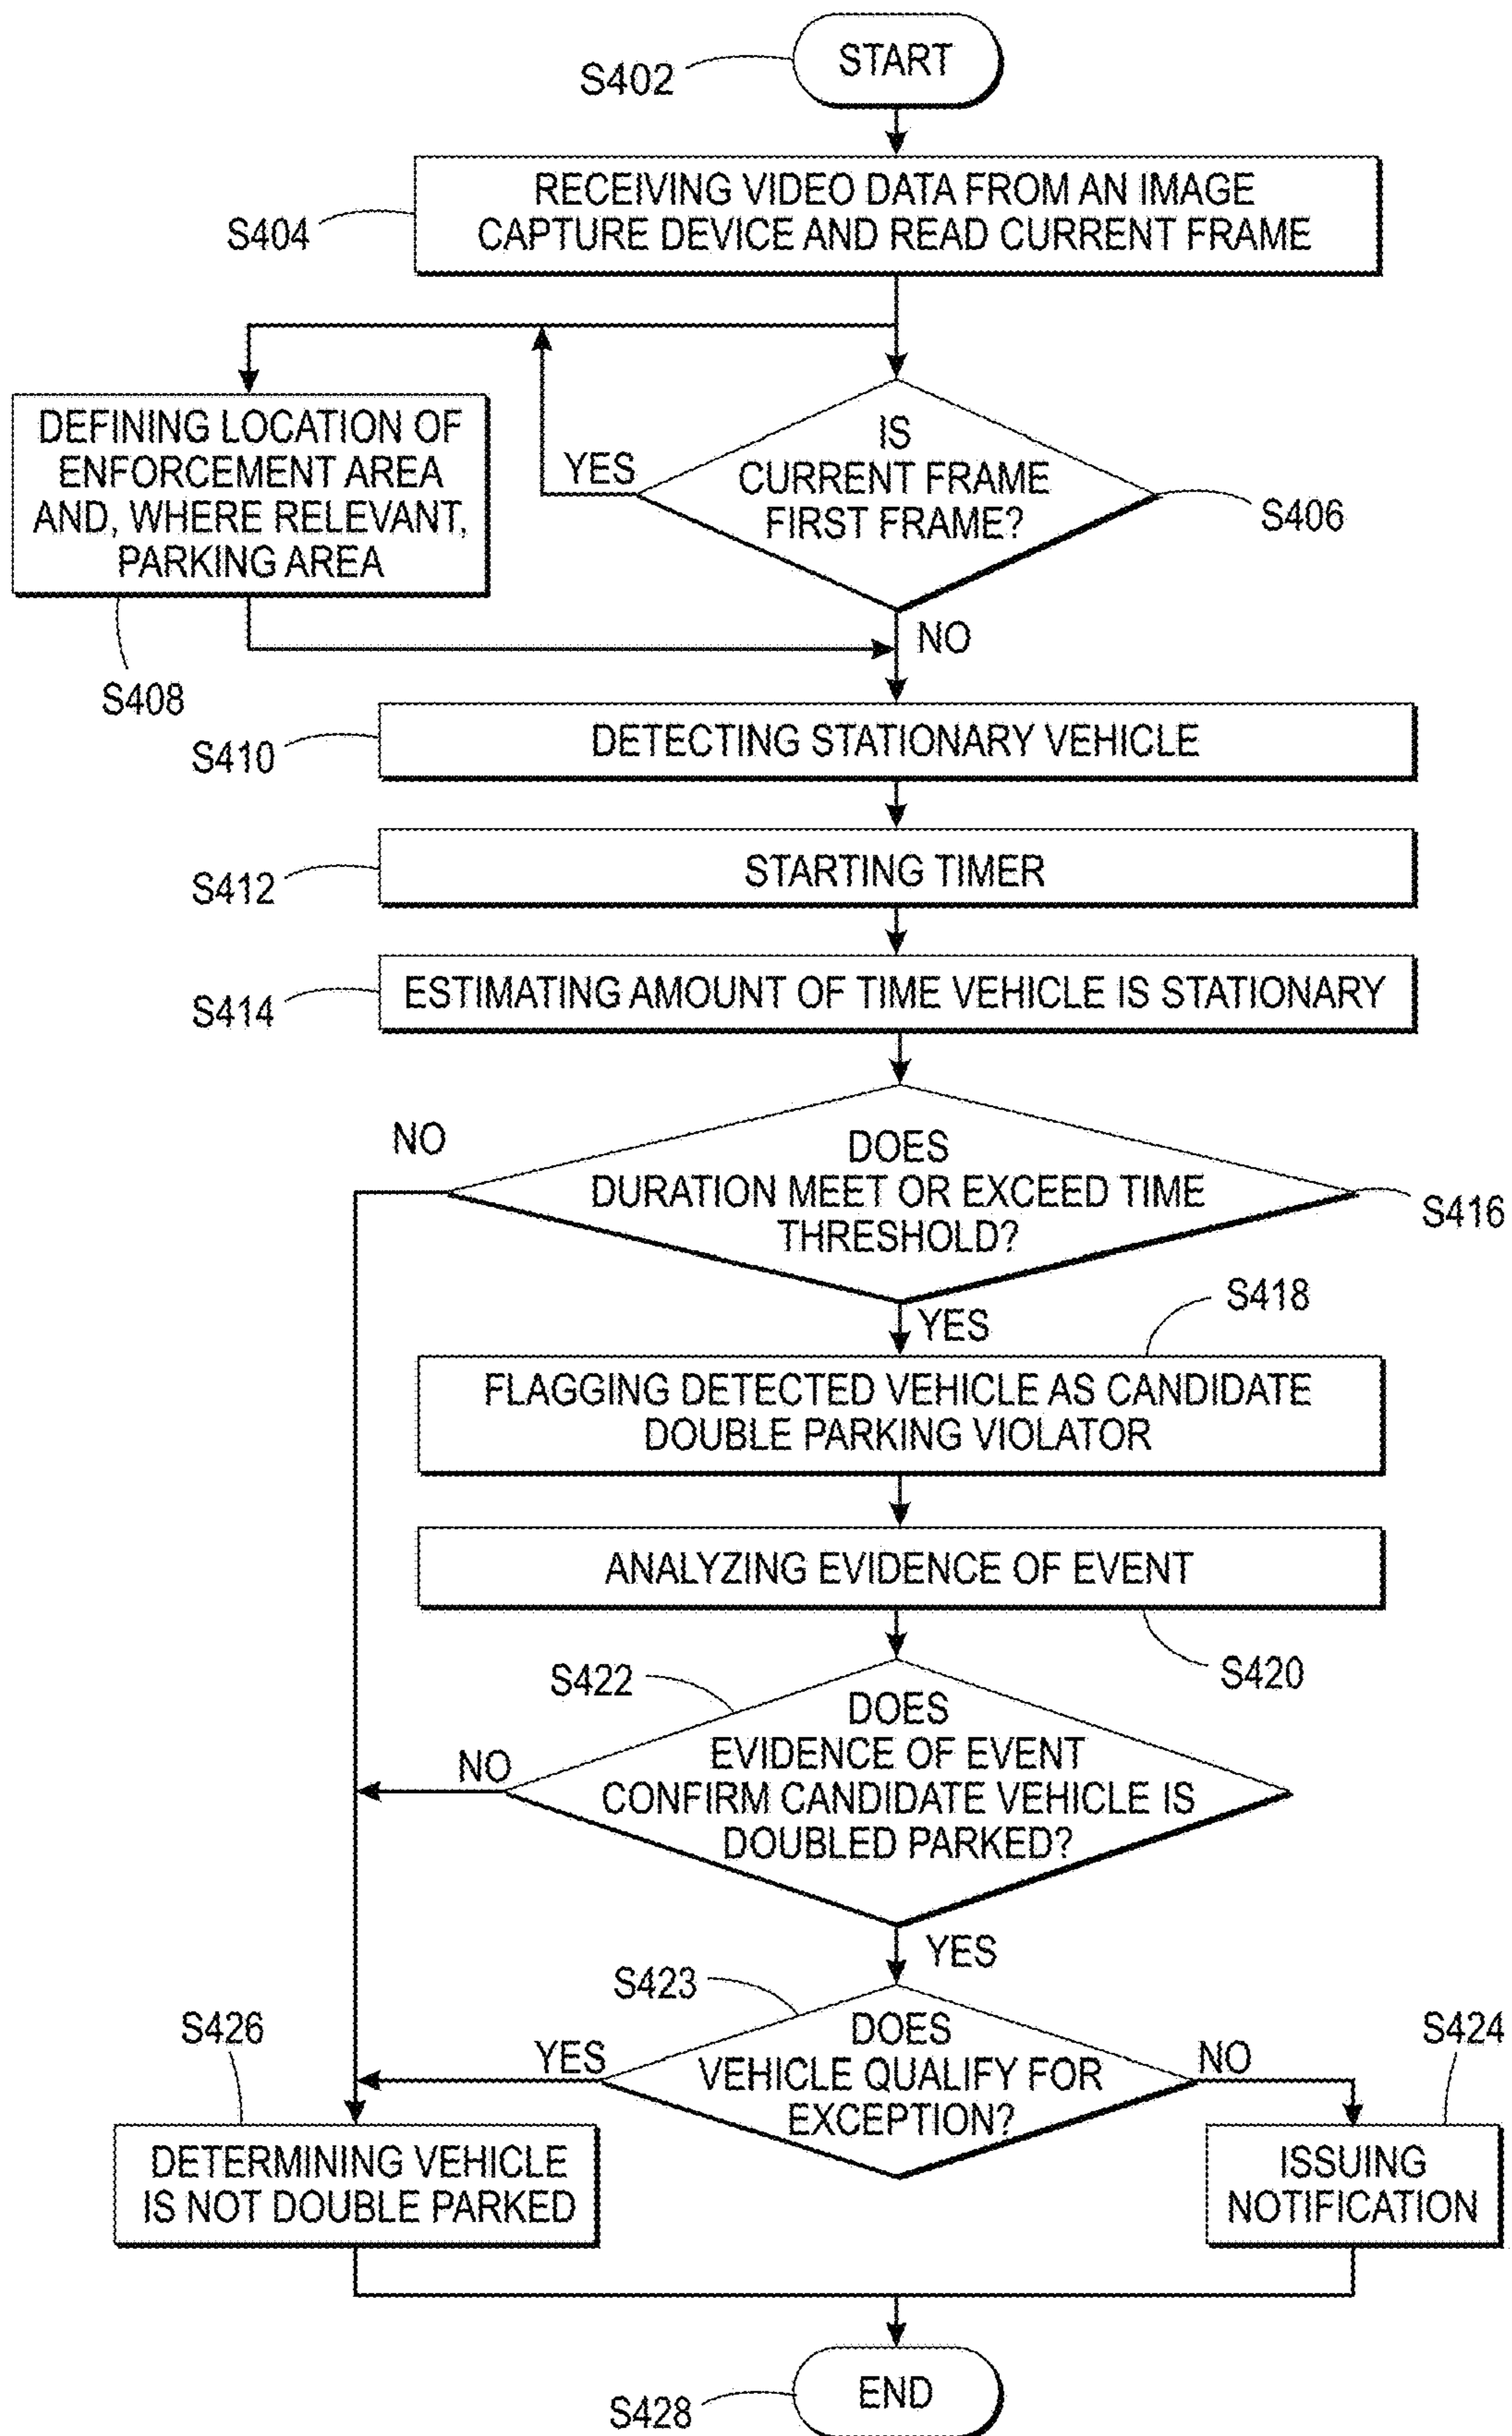 S402
START
RECEIVING VIDEO DATA FROM AN IMAGE
CAPTURE DEVICE AND READ CURRENT FRAME
S404
DEFINING LOCATION OF
ENFORCEMENT AREA
AND, WHERE RELEVANT,
PARKING AREA
S408
YES
IS
CURRENT FRAME
FIRST FRAME?
S406
NO
S410
DETECTING STATIONARY VEHICLE
S412
STARTING TIMER
S414
ESTIMATING AMOUNT OF TIME VEHICLE IS STATIONARY
NO
DOES
DURATION MEET OR EXCEED TIME
THRESHOLD?
S416
YES
S418
FLAGGING DETECTED VEHICLE AS CANDIDATE
DOUBLE PARKING VIOLATOR
ANALYZING EVIDENCE OF EVENT
S420
S422
NO
DOES
EVIDENCE OF EVENT
CONFIRM CANDIDATE VEHICLE IS
DOUBLED PARKED?
YES
S423
YES
DOES
VEHICLE QUALIFY FOR
EXCEPTION?
NO
S426
DETERMINING VEHICLE
IS NOT DOUBLE PARKED
S424
ISSUING
NOTIFICATION
S428
END